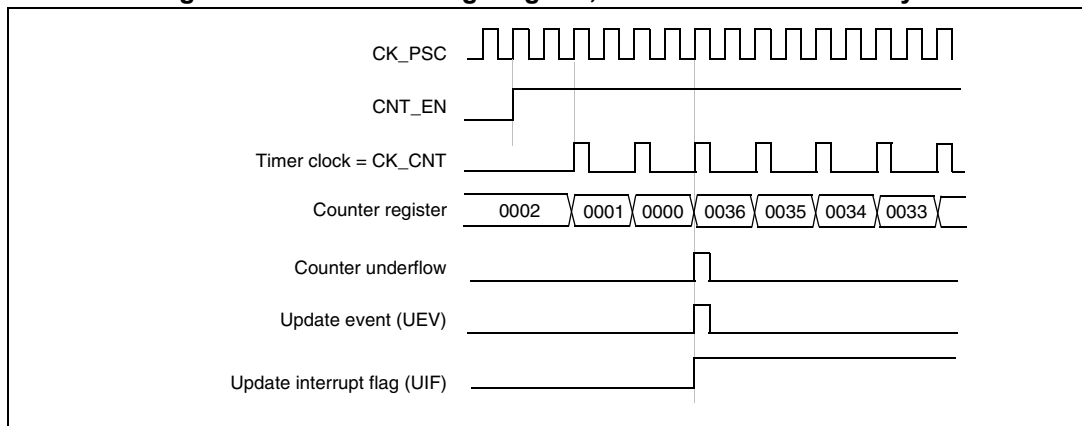 CK_PSC
CNT_EN
Timer clock = CK_CNT
Counter register 0002 0001 0000 0036 0035 0034 0033
Counter underflow
Update event (UEV)
Update interrupt flag (UIF)